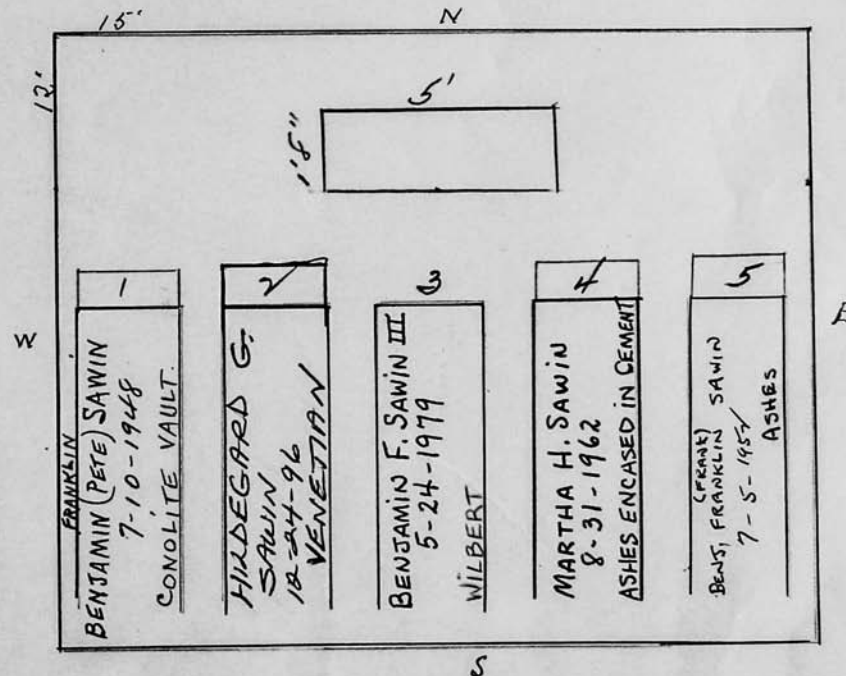 15'
N
12'
5'
1'8"
W
E
1
FRANKLIN
BENJAMIN (PETE) SAWIN
7-10-1948
CONOLITE VAULT.
2
HILDEGARD G.
SAWIN
12-24-96
VENETIAN
3
BENJAMIN F. SAWIN III
5-24-1979
WILBERT
4
MARTHA H. SAWIN
8-31-1962
ASHES ENCASED IN CEMENT
5
(FRANK)
BENJ, FRANKLIN SAWIN
7-5-1952
ASHES
S